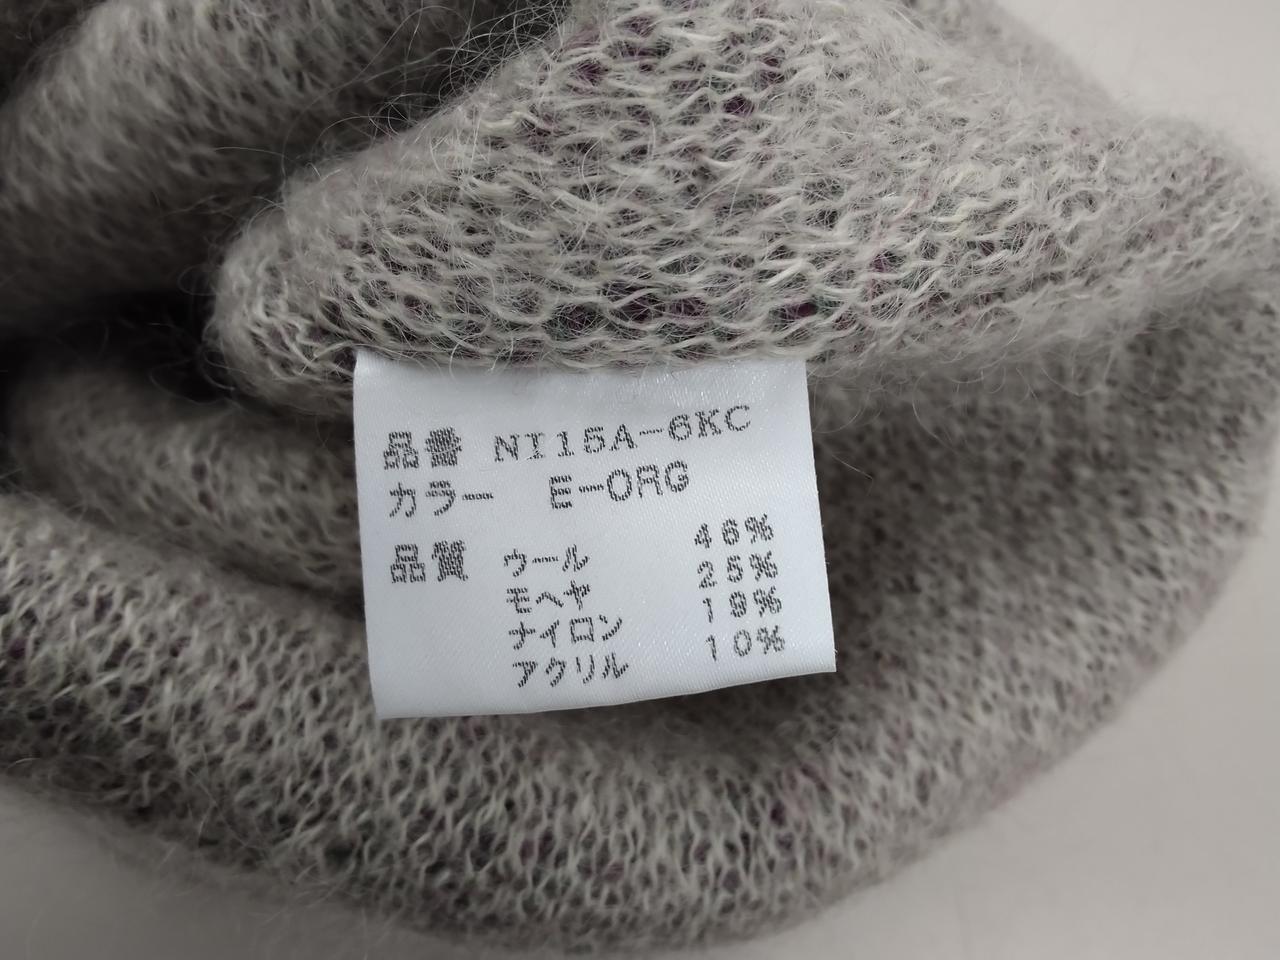 品番 NI15A-6KC
カラー E-ORG
品質 ウール 46%
モヘヤ 25%
ナイロン 19%
アクリル 10%